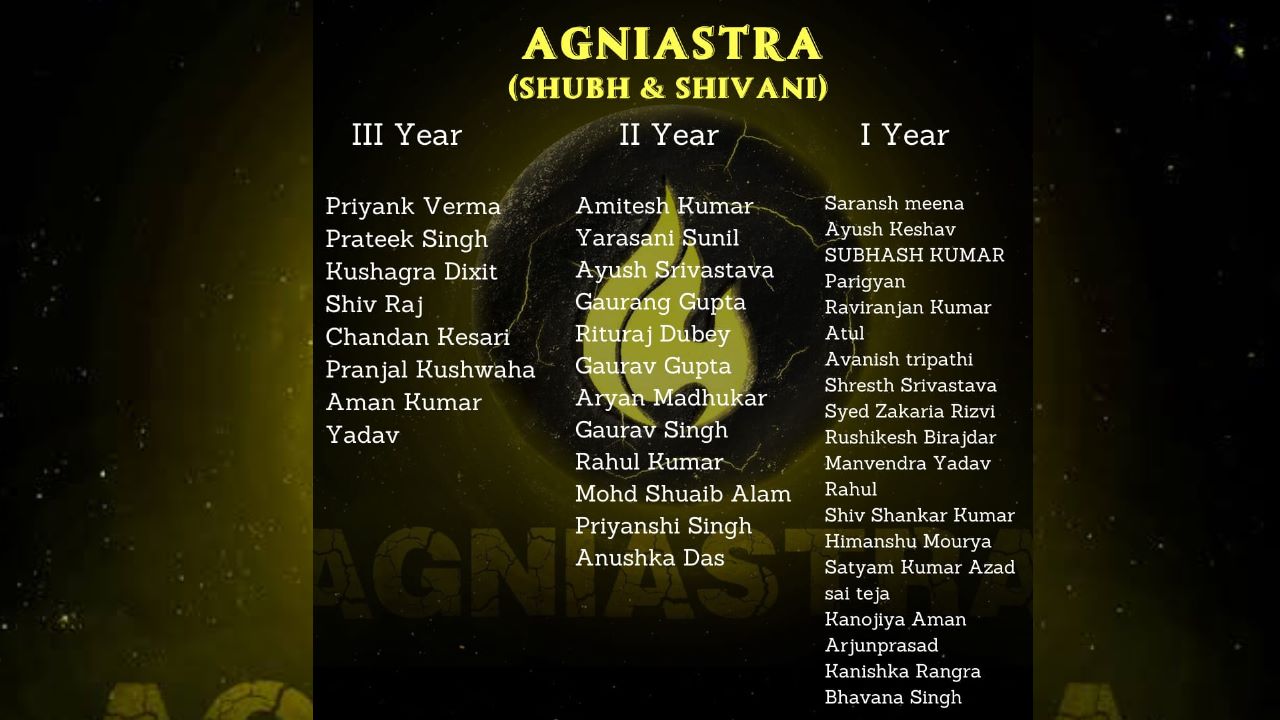 AGNIASTRA
(SHUBH & SHIVANI)
III Year
Priyank Verma
Prateek Singh
Kushagra Dixit
Shiv Raj
Chandan Kesari
Pranjal Kushwaha
Aman Kumar
Yadav
II Year
Amitesh Kumar
Yarasani Sunil
Ayush Srivastava
Gaurang Gupta
Rituraj Dubey
Gaurav Gupta
Aryan Madhukar
Gaurav Singh
Rahul Kumar
Mohd Shuaib Alam
Priyanshi Singh
Anushka Das
I Year
Saransh meena
Ayush Keshav
SUBHASH KUMAR
Parigyan
Raviranjan Kumar
Atul
Avanish tripathi
Shresth Srivastava
Syed Zakaria Rizvi
Rushikesh Birajdar
Manvendra Yadav
Rahul
Shiv Shankar Kumar
Himanshu Mourya
Satyam Kumar Azad
sai teja
Kanojiya Aman
Arjunprasad
Kanishka Rangra
Bhavana Singh
AGNIASTRA